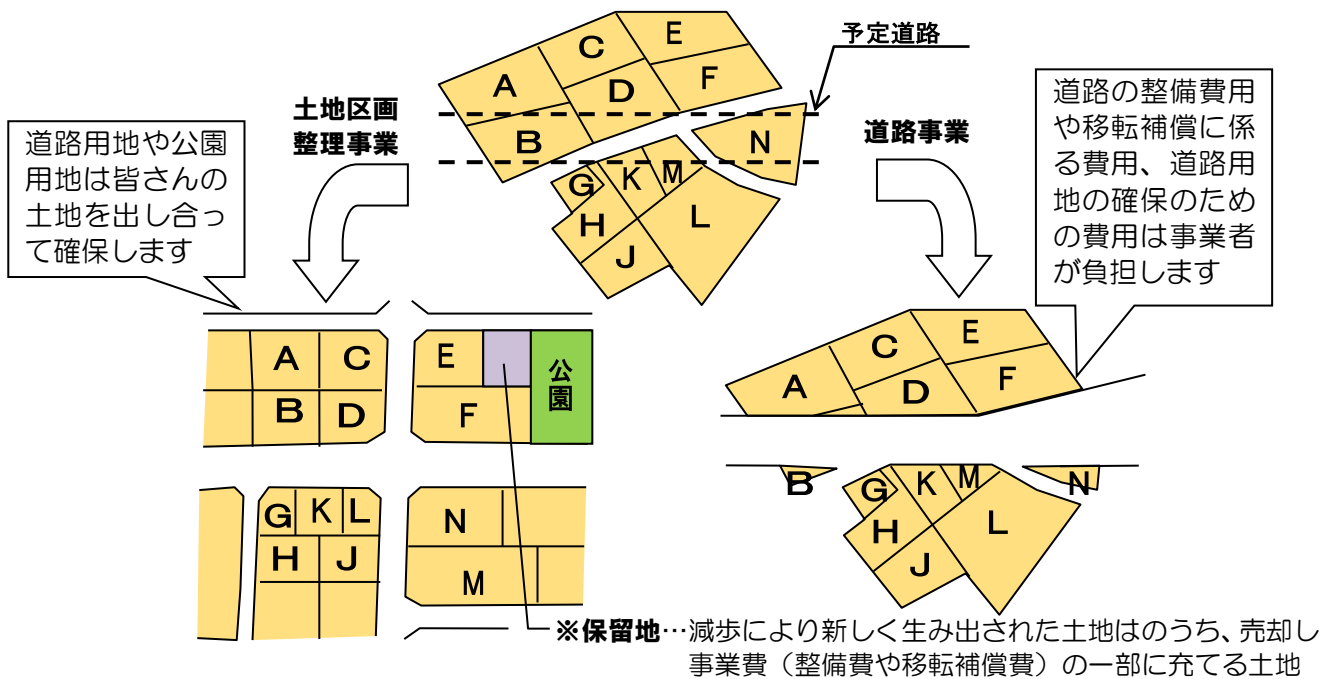 予定道路
C
E
A
D
F
B
N
G
K
M
H
L
J
土地区画
整理事業
道路事業
道路用地や公園
用地は皆さんの
土地を出し合っ
て確保します
道路の整備費用
や移転補償に係
る費用、道路用
地の確保のため
の費用は事業者
が負担します
A
C
E
公園
B
D
F
G
K
L
N
H
J
M
C
E
A
D
F
B
G
K
M
N
H
L
J
※保留地…減歩により新しく生み出された土地はのうち、売却し
事業費（整備費や移転補償費）の一部に充てる土地